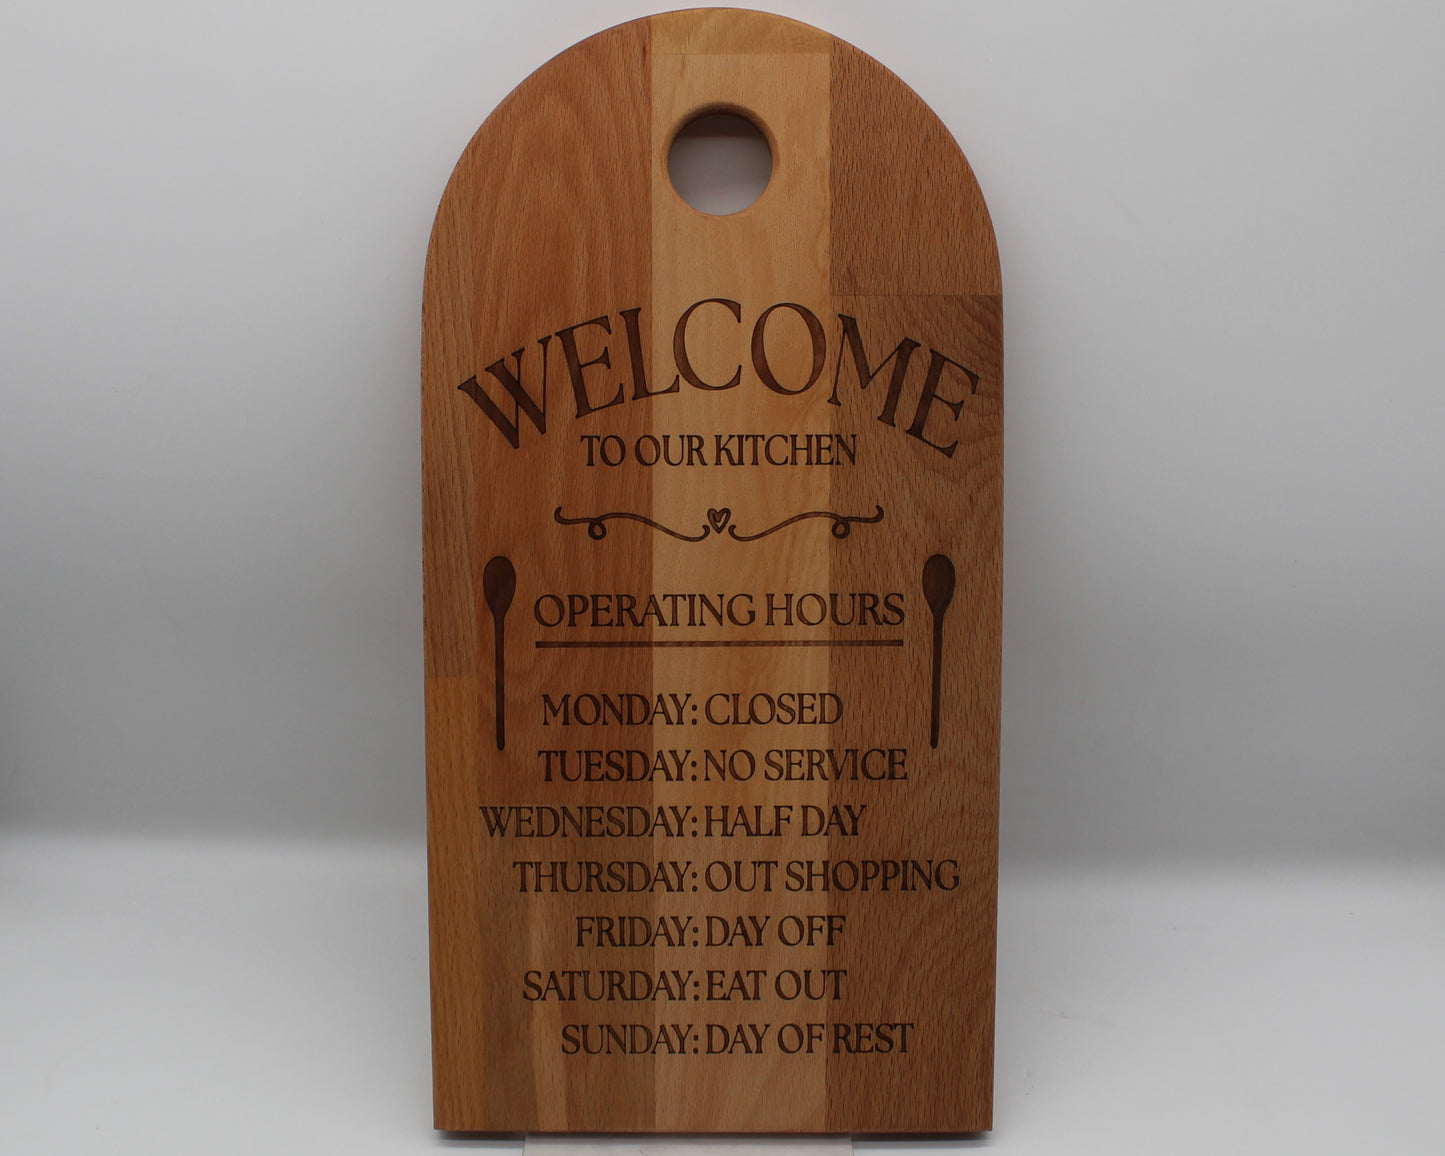 WELCOME
TO OUR KITCHEN
OPERATING HOURS
MONDAY: CLOSED
TUESDAY: NO SERVICE
WEDNESDAY: HALF DAY
THURSDAY: OUT SHOPPING
FRIDAY: DAY OFF
SATURDAY: EAT OUT
SUNDAY: DAY OF REST